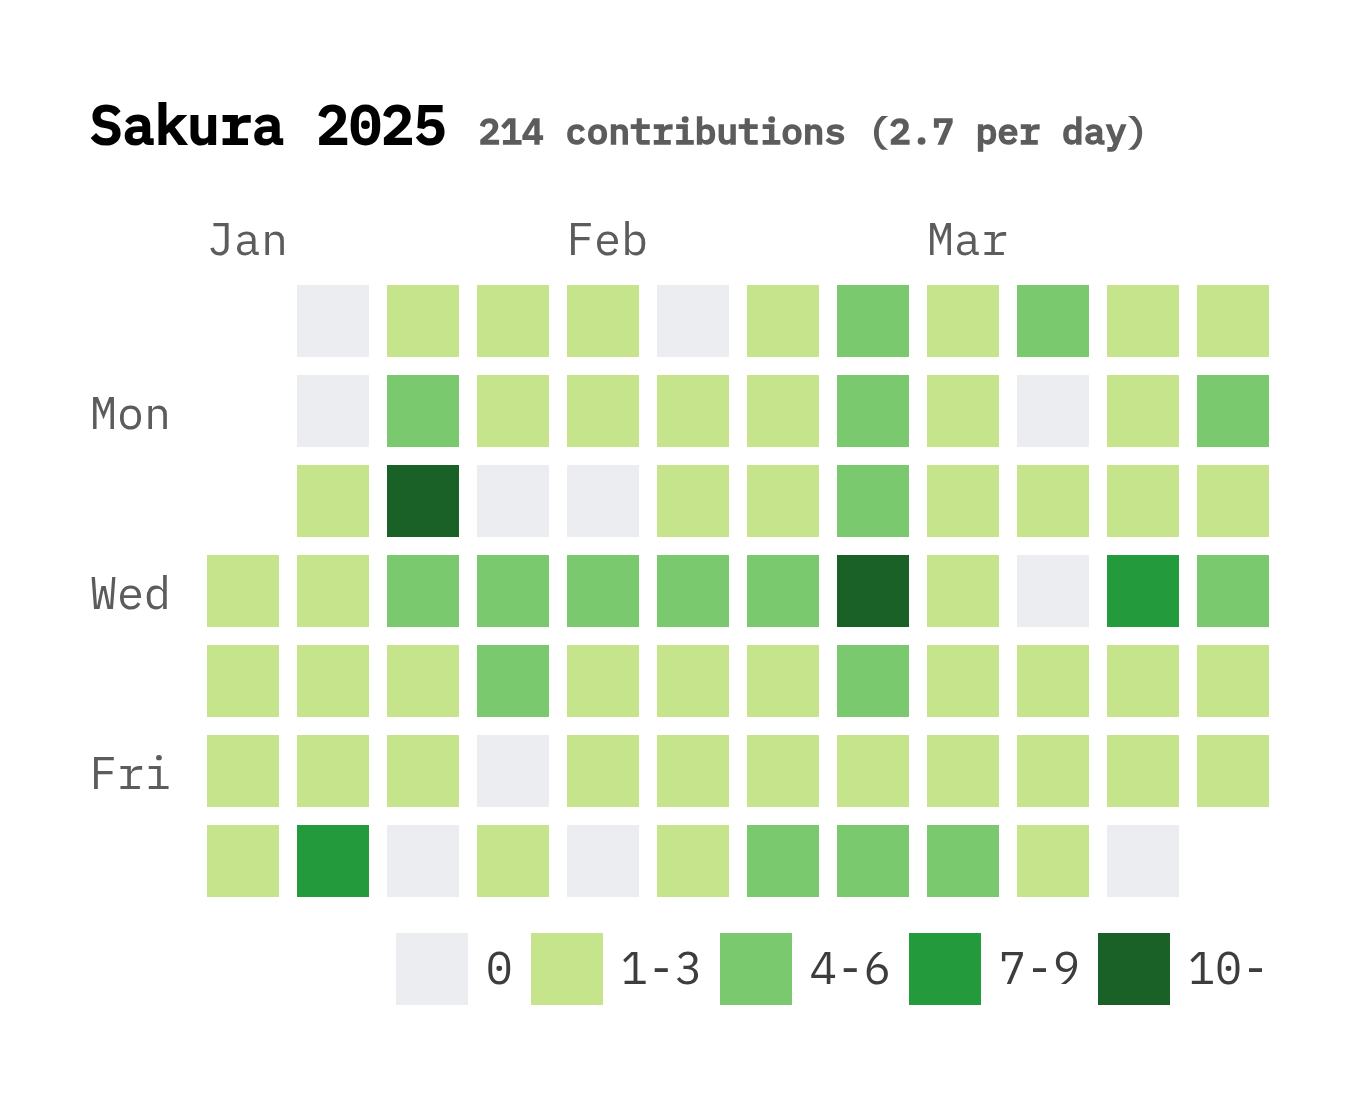 Sakura 2025 214 contributions (2.7 per day)
Jan Feb Mar
Mon
Wed
Fri
0 1-3 4-6 7-9 10-